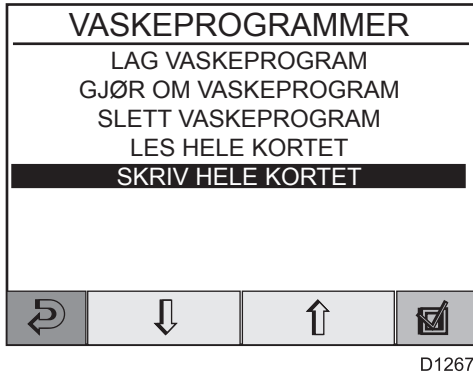 VASKEPROGRAMMER
LAG VASKEPROGRAM
GJØR OM VASKEPROGRAM
SLETT VASKEPROGRAM
LES HELE KORTET
SKRIV HELE KORTET
D1267